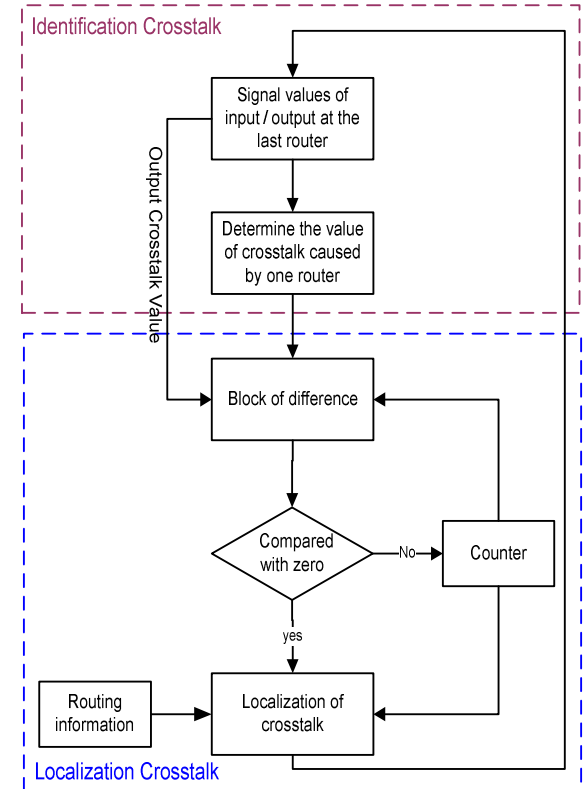 Identification Crosstalk
Signal values of
input / output at the
last router
Output Crosstalk Value
Determine the value
of crosstalk caused
by one router
Block of difference
Compared
with zero
No
Counter
yes
Routing
information
Localization of
crosstalk
Localization Crosstalk